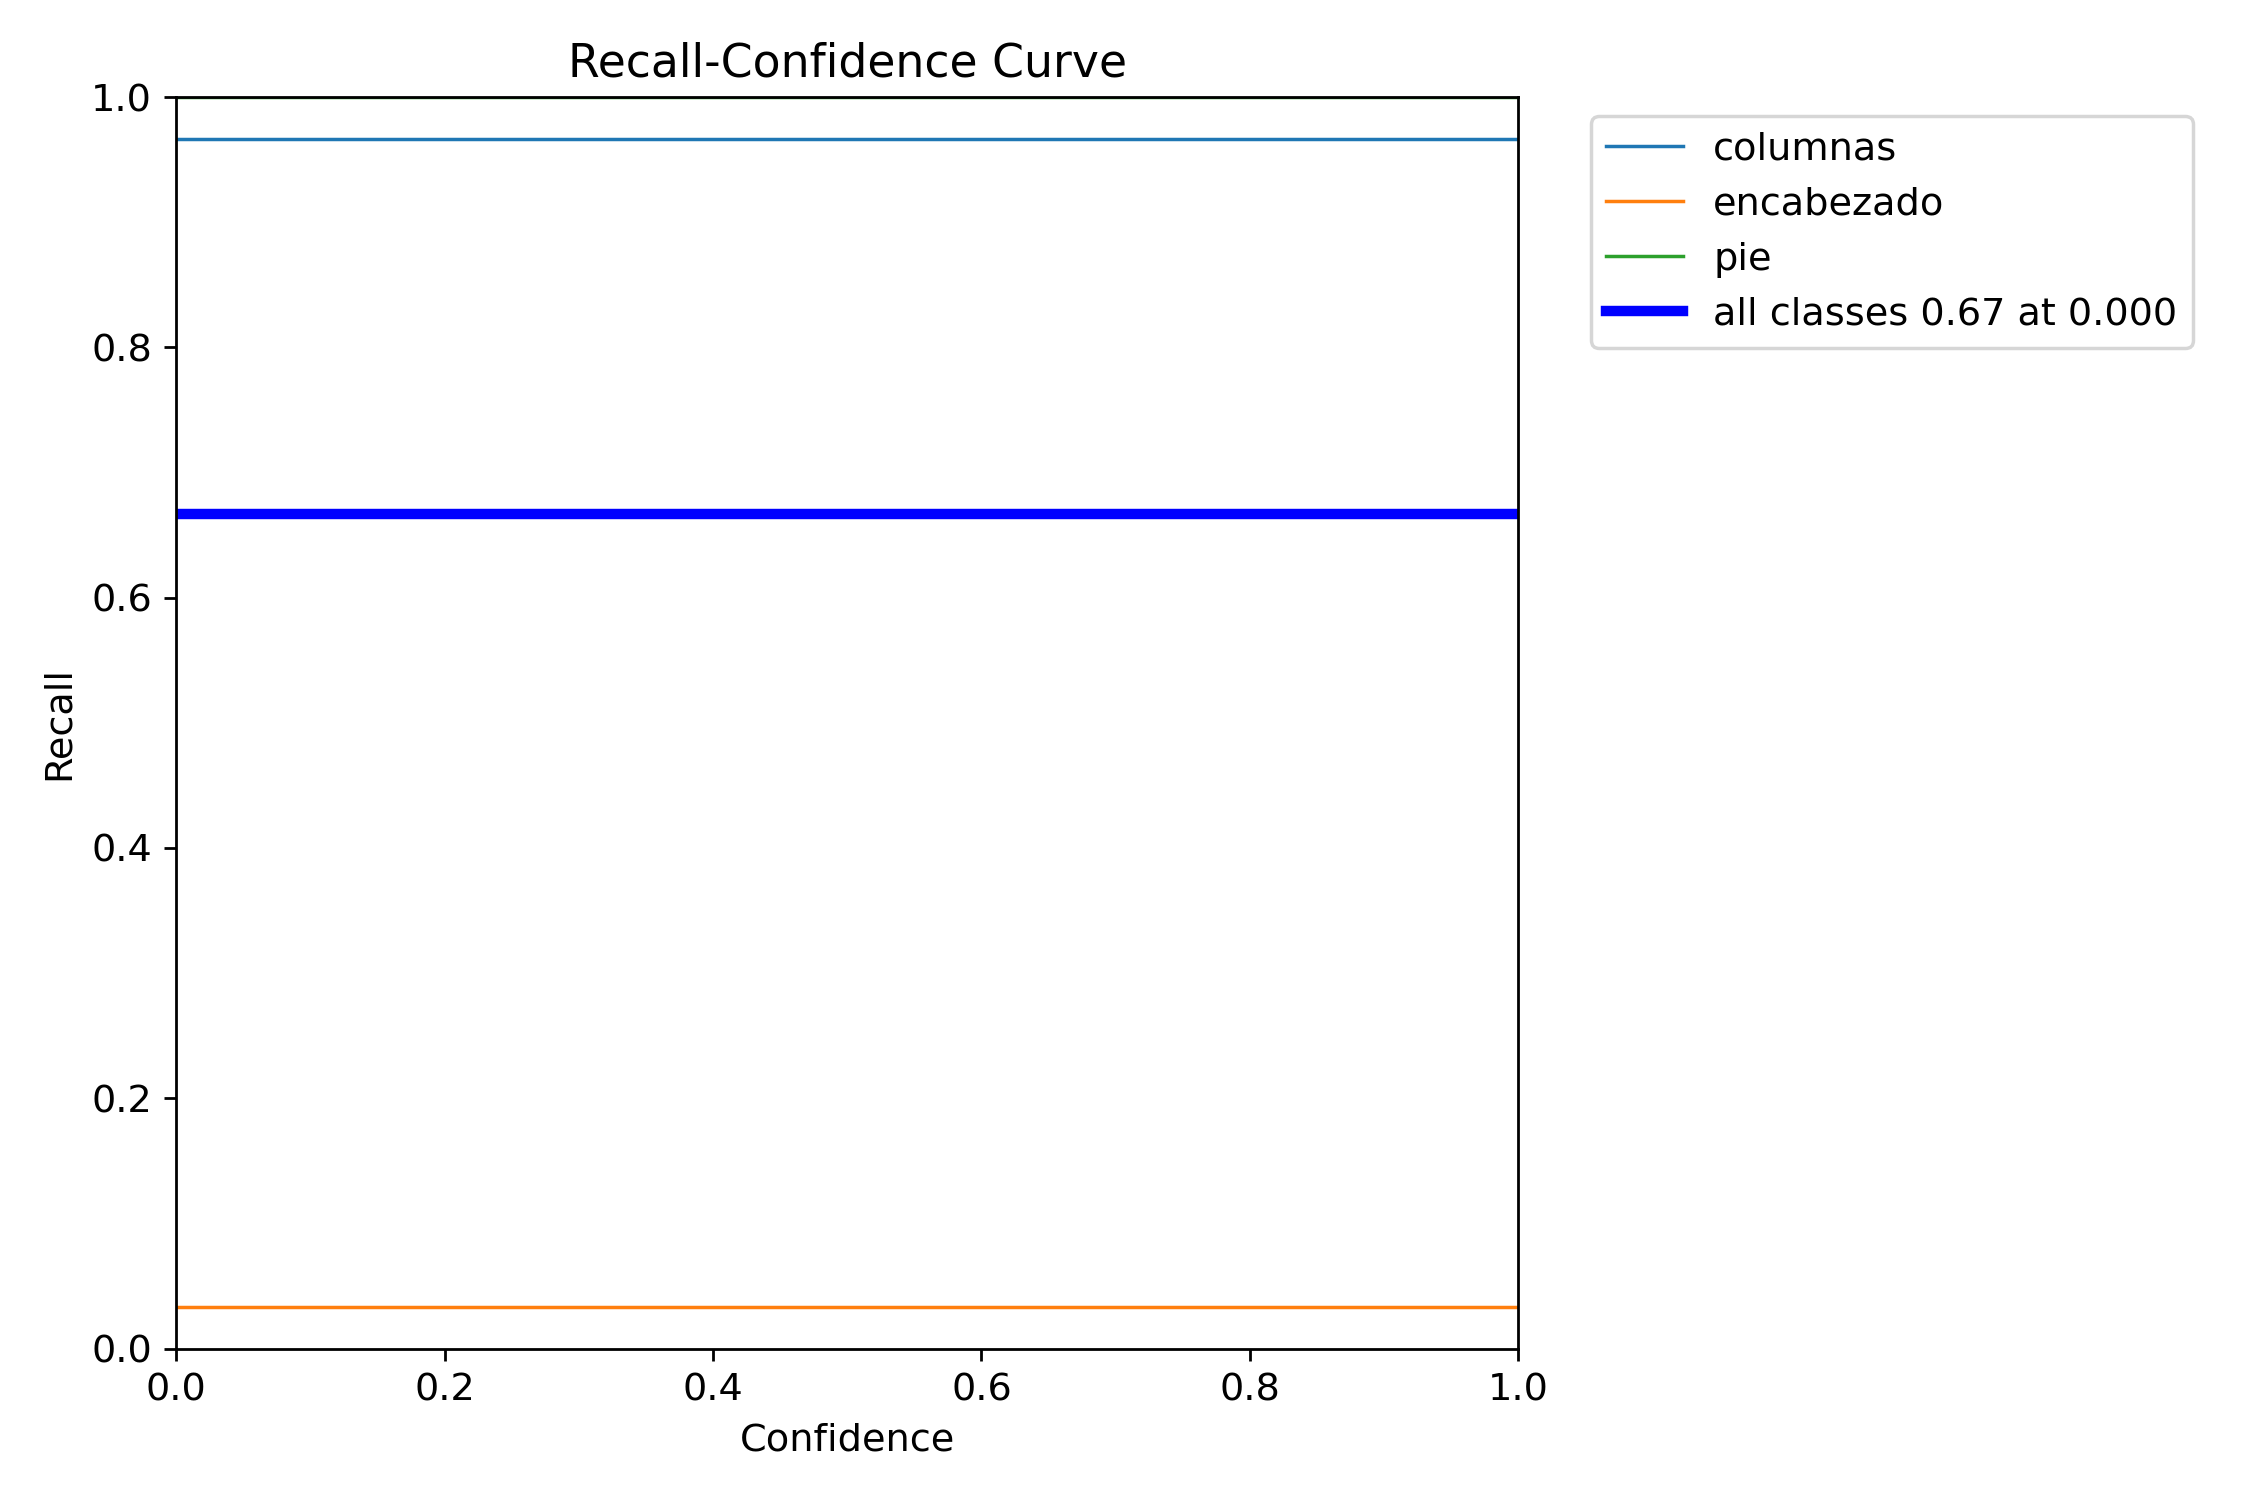 Recall-Confidence Curve
1.0
0.8
0.6
0.4
0.2
0.0
Recall
0.0 0.2 0.4 0.6 0.8 1.0
Confidence
columnas
encabezado
pie
all classes 0.67 at 0.000